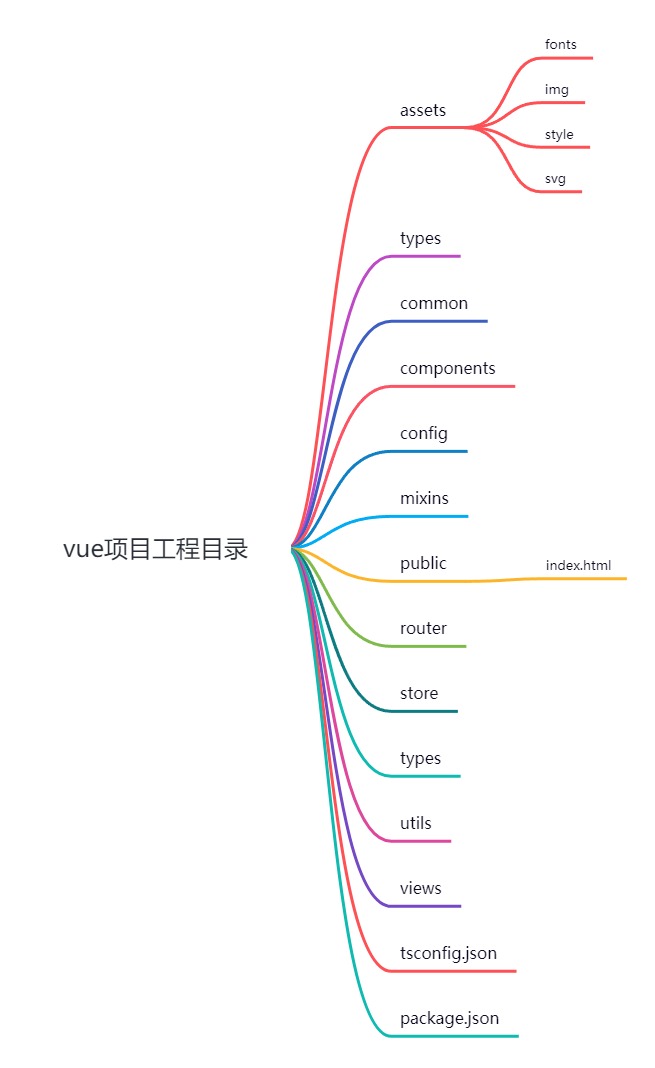 vue项目工程目录
assets
fonts
img
style
svg
types
common
components
config
mixins
public
index.html
router
store
types
utils
views
tsconfig.json
package.json